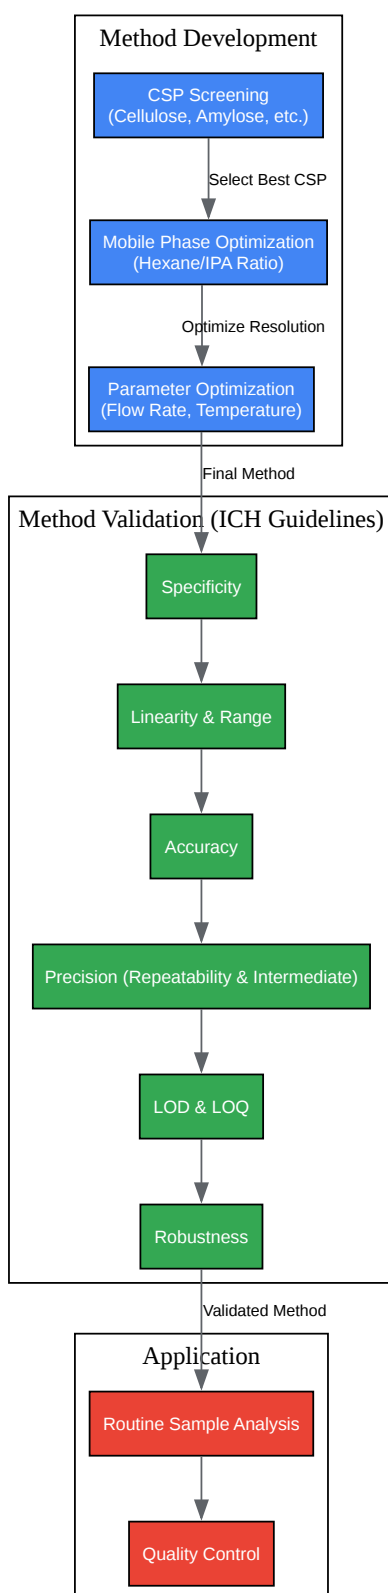 Method Development
CSP Screening
(Cellulose, Amylose, etc.)
Select Best CSP
Mobile Phase Optimization
(Hexane/IPA Ratio)
Optimize Resolution
Parameter Optimization
(Flow Rate, Temperature)
Final Method
Method Validation (ICH Guidelines)
Specificity
Linearity & Range
Accuracy
Precision (Repeatability & Intermediate)
LOD & LOQ
Robustness
Validated Method
Application
Routine Sample Analysis
Quality Control